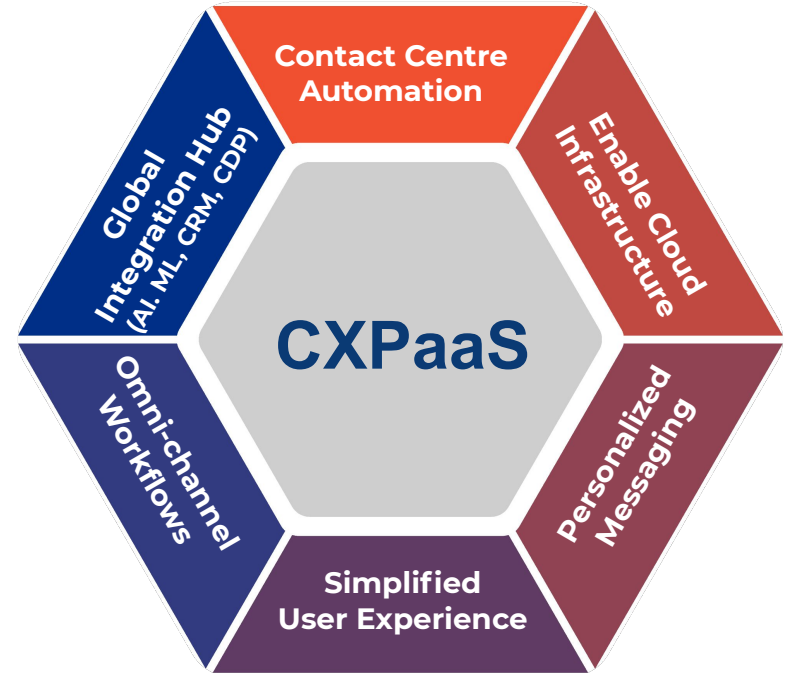 Contact Centre
Automation
Enable Cloud
Infrastructure
Personalized
Messaging
Simplified
User Experience
Omni-channel
Workflows
Global
Integration Hub
(AI. ML, CRM, CDP)
CXPaaS